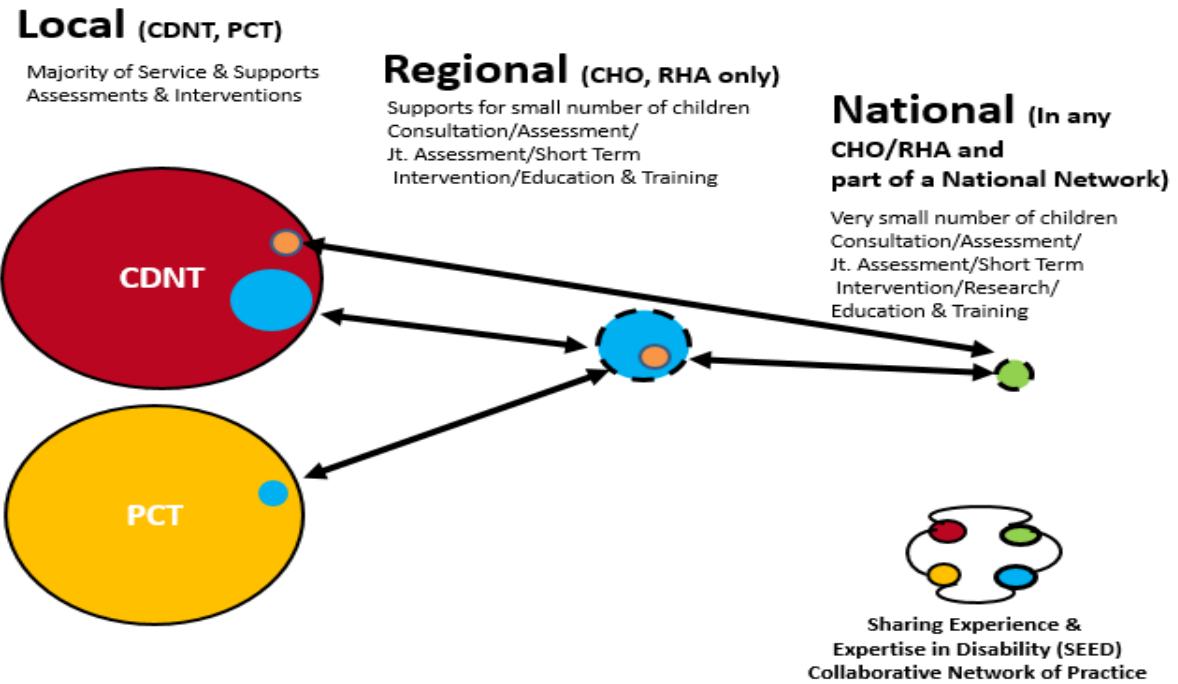 Local (CDNT, PCT)
Majority of Service & Supports
Assessments & Interventions
Regional (CHO, RHA only)
Supports for small number of children
Consultation/Assessment/
Jt. Assessment/Short Term
Intervention/Education & Training
National (In any
CHO/RHA and
part of a National Network)
Very small number of children
Consultation/Assessment/
Jt. Assessment/Short Term
Intervention/Research/
Education & Training
CDNT
PCT
Sharing Experience &
Expertise in Disability (SEED)
Collaborative Network of Practice